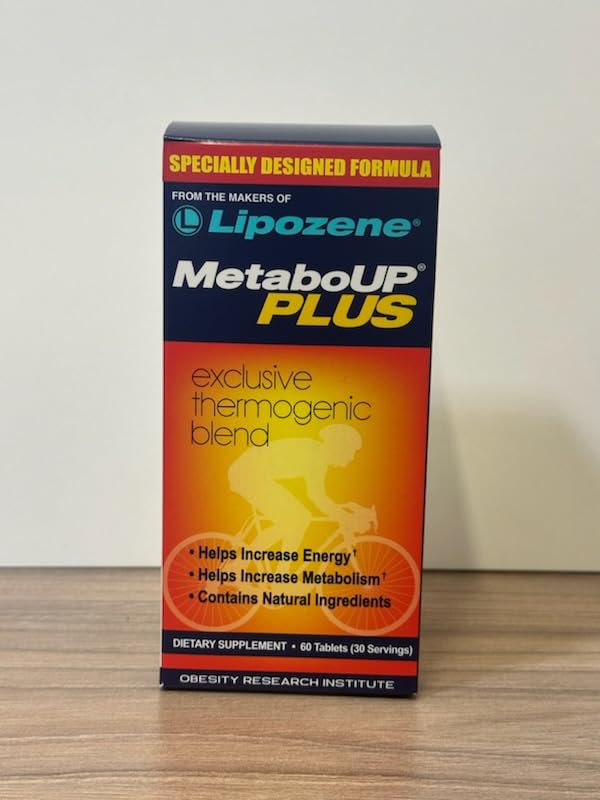 SPECIALLY DESIGNED FORMULA
FROM THE MAKERS OF
L Lipozene®
MetaboUP®
PLUS
exclusive
thermogenic
blend
• Helps Increase Energy†
• Helps Increase Metabolism†
• Contains Natural Ingredients
DIETARY SUPPLEMENT • 60 Tablets (30 Servings)
OBESITY RESEARCH INSTITUTE